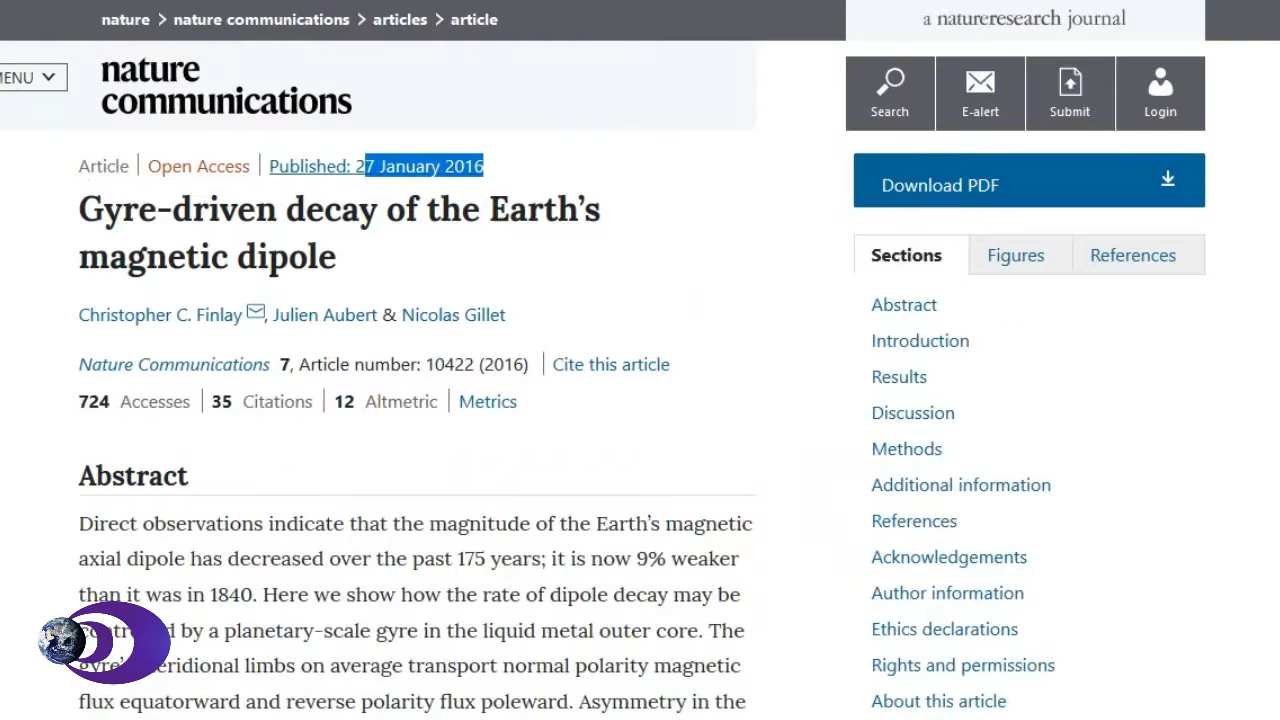 nature > nature communications > articles > article
a natureresearch journal
MENU
nature
communications
Search
E-alert
Submit
Login
Article | Open Access | Published: 27 January 2016
Gyre-driven decay of the Earth's
magnetic dipole
Christopher C. Finlay, Julien Aubert & Nicolas Gillet
Nature Communications 7, Article number: 10422 (2016) | Cite this article
724 Accesses | 35 Citations | 12 Altmetric | Metrics
Abstract
Direct observations indicate that the magnitude of the Earth's magnetic
axial dipole has decreased over the past 175 years; it is now 9% weaker
than it was in 1840. Here we show how the rate of dipole decay may be
by a planetary-scale gyre in the liquid metal outer core. The
gyre's meridional limbs on average transport normal polarity magnetic
flux equatorward and reverse polarity flux poleward. Asymmetry in the
Download PDF
Sections
Figures
References
Abstract
Introduction
Results
Discussion
Methods
Additional information
References
Acknowledgements
Author information
Ethics declarations
Rights and permissions
About this article